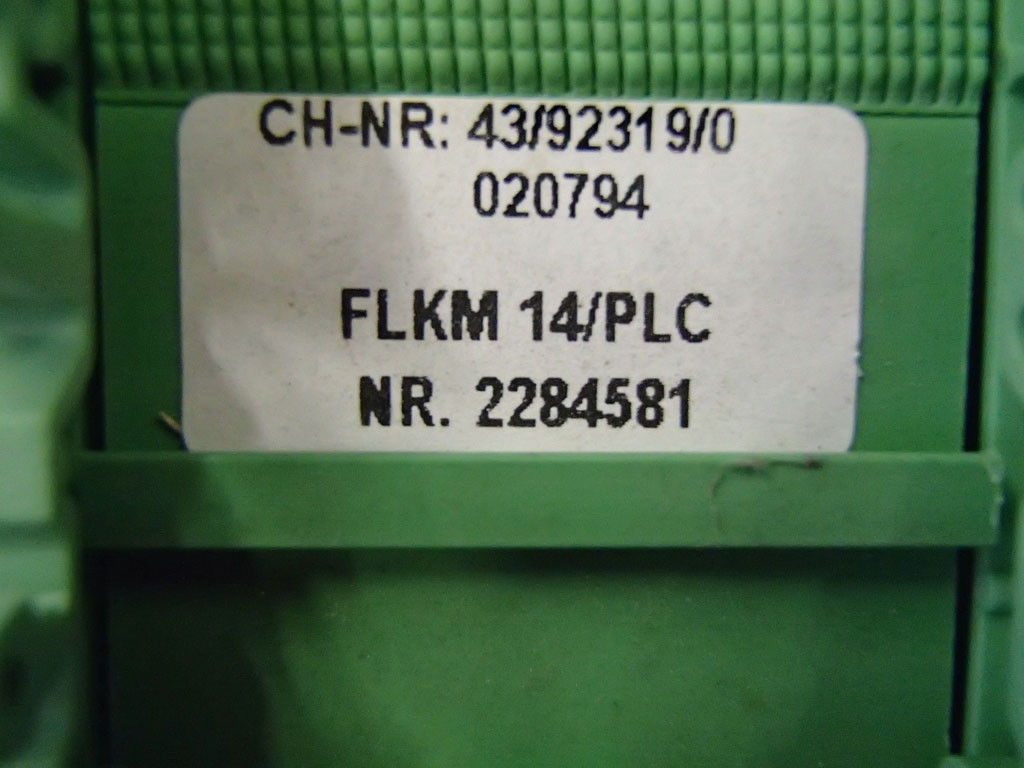 CH-NR: 43/92319/0
020794
FLKM 14/PLC
NR. 2284581